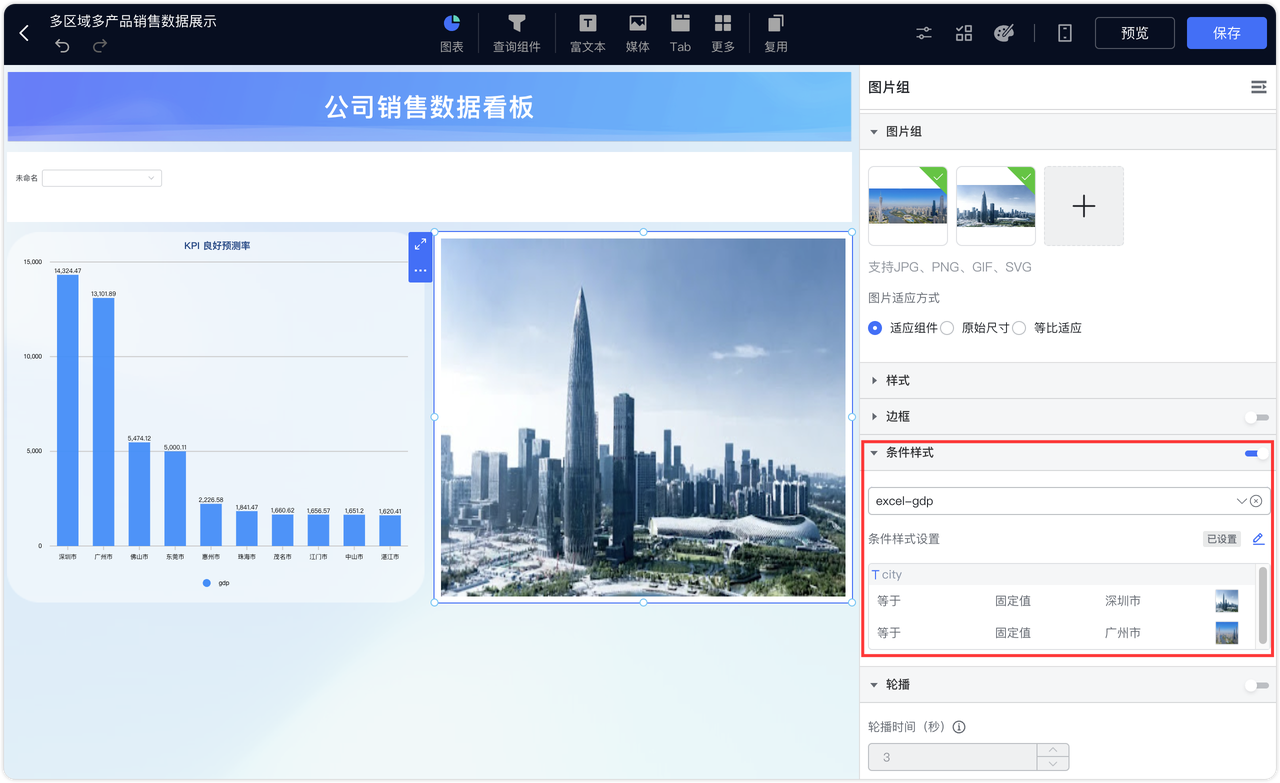 多区域多产品销售数据展示
图表
查询组件
富文本
媒体
Tab
更多
复用
预览
保存
公司销售数据看板
未命名
KPI 良好预测率
15,000
10,000
5,000
0
14,324.47
13,101.89
5,474.12
5,000.11
2,226.58
1,841.47
1,660.62
1,656.57
1,651.2
1,620.41
深圳市
广州市
佛山市
东莞市
惠州市
珠海市
茂名市
江门市
中山市
湛江市
gdp
图片组
图片组
支持JPG、PNG、GIF、SVG
图片适应方式
适应组件 原始尺寸 等比适应
样式
边框
条件样式
excel-gdp
条件样式设置 已设置
T city
等于 固定值 深圳市
等于 固定值 广州市
轮播
轮播时间（秒）
3